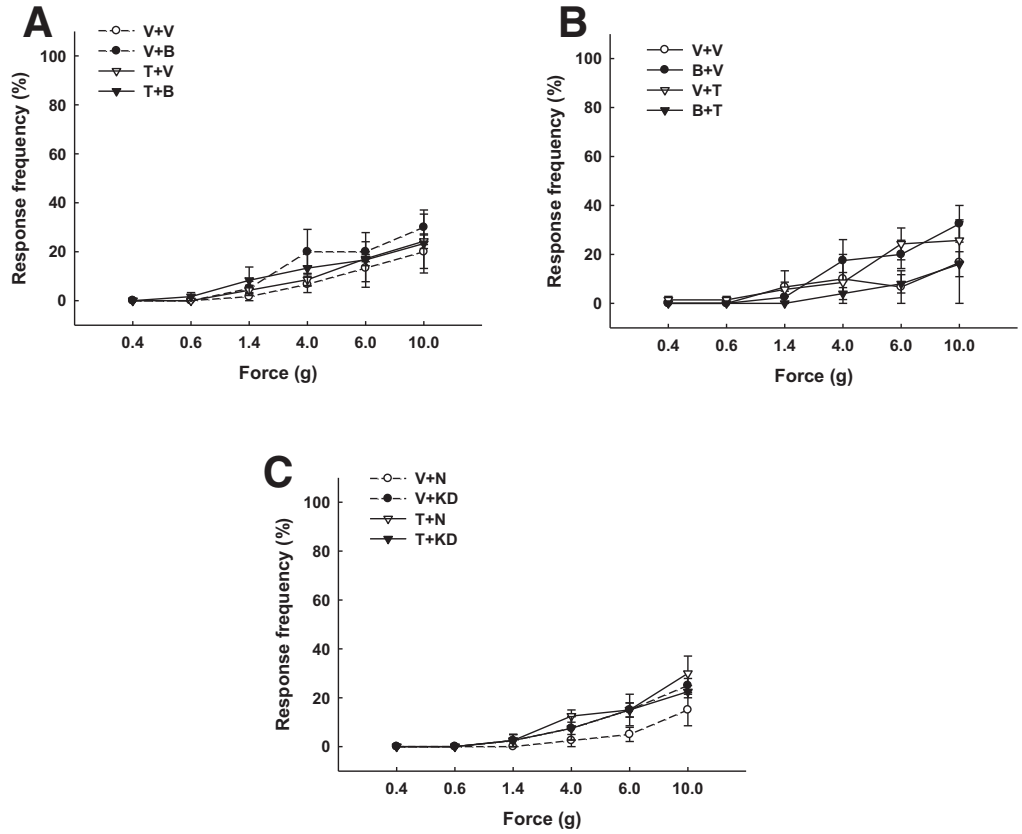 A
V+V
V+B
T+V
T+B
Response frequency (%)
100
80
60
40
20
0
0.4 0.6 1.4 4.0 6.0 10.0
Force (g)
B
V+V
B+V
V+T
B+T
Response frequency (%)
100
80
60
40
20
0
0.4 0.6 1.4 4.0 6.0 10.0
Force (g)
C
V+N
V+KD
T+N
T+KD
Response frequency (%)
100
80
60
40
20
0
0.4 0.6 1.4 4.0 6.0 10.0
Force (g)